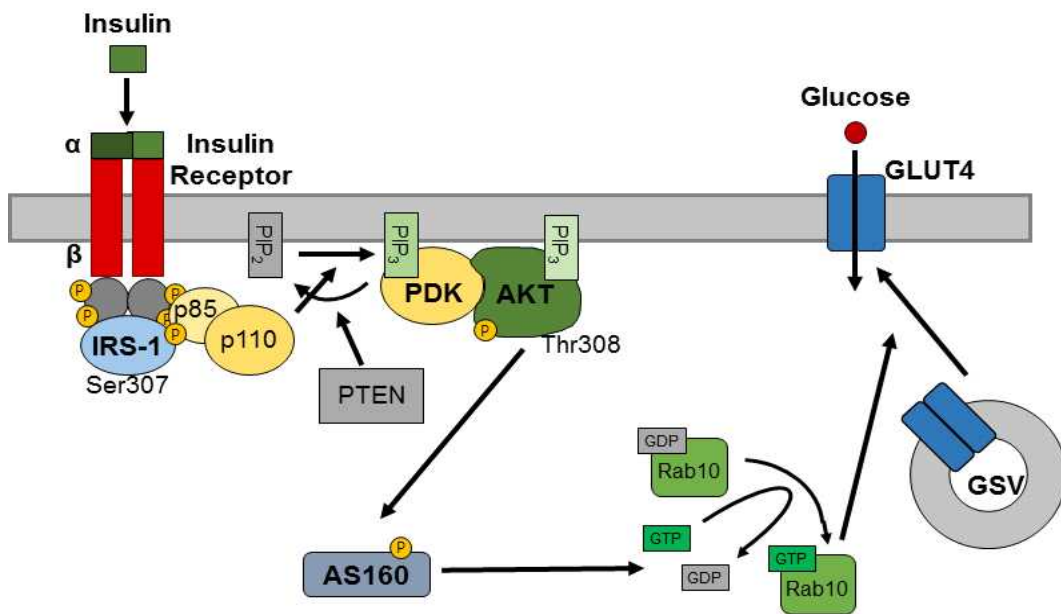 Insulin
α
Insulin
Receptor
β
P
P
P
P
P
IRS-1
Ser307
p85
p110
PIP2
PIP3
PDK
AKT
PIP3
P
Thr308
PTEN
Glucose
GLUT4
GSV
GDP
Rab10
GTP
GDP
GTP
Rab10
P
AS160